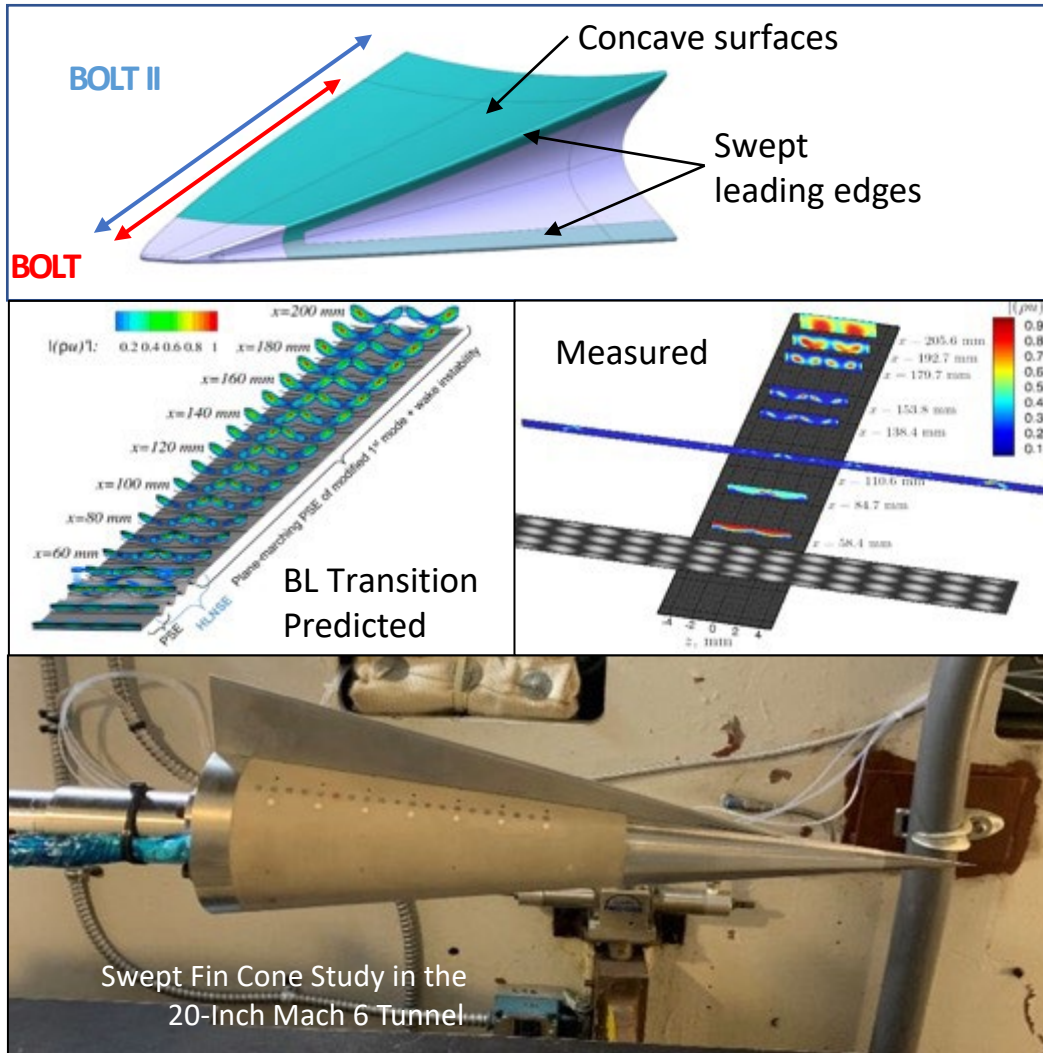 Concave surfaces
BOLT II
Swept
leading edges
BOLT
|(ρu)'|:
0.2 0.4 0.6 0.8 1
x=200 mm
x=180 mm
x=160 mm
x=140 mm
x=120 mm
x=100 mm
x=80 mm
x=60 mm
PSE
HLNSE
Plane-marching PSE of modified 1st mode + wake instability
BL Transition
Predicted
Measured
|(ρu)
0.9
0.8
0.7
0.6
0.5
0.4
0.3
0.2
0.1
x = 205.6 mm
x = 192.7 mm
x = 179.7 mm
x = 153.8 mm
x = 138.4 mm
x = 110.6 mm
x = 84.7 mm
x = 58.4 mm
-4 -2 0 2 4
z, mm
Swept Fin Cone Study in the
20-Inch Mach 6 Tunnel